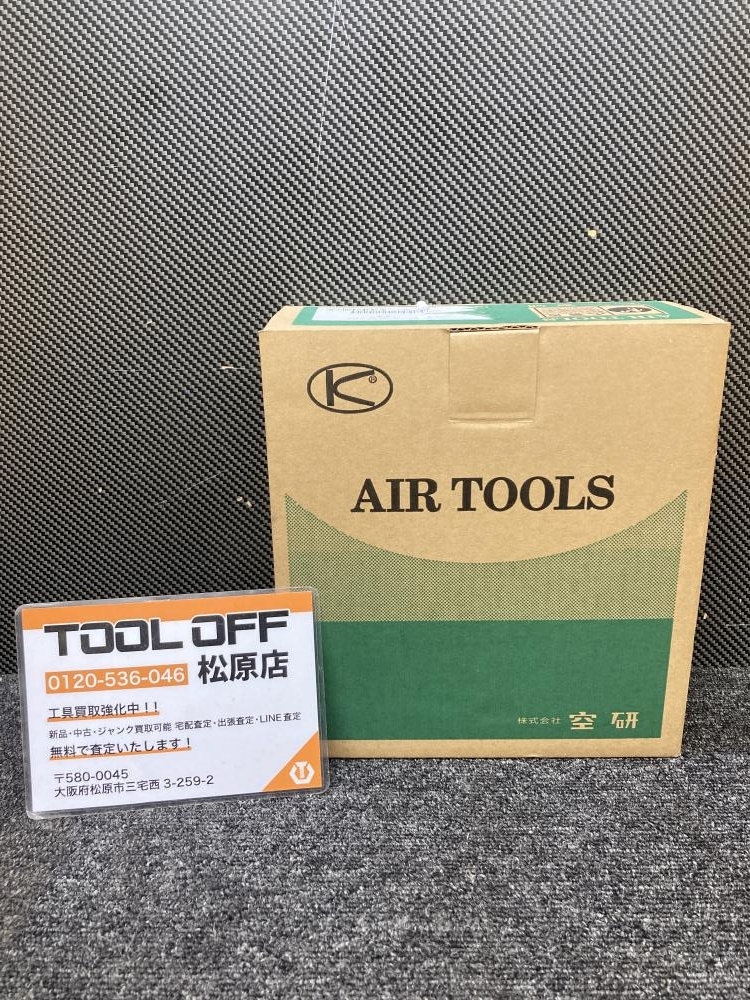 K®
AIR TOOLS
株式会社 空研
TOOL OFF
0120-536-046 松原店
工具買取強化中！！
新品・中古・ジャンク買取可能 宅配査定・出張査定・LINE査定
無料で査定いたします！
〒580-0045
大阪府松原市三宅西 3-259-2